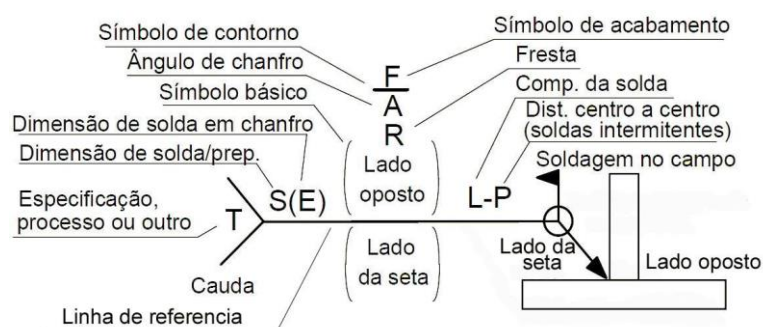 Símbolo de contorno
Símbolo de acabamento
Ângulo de chanfro
F
Fresta
Símbolo básico
A
Comp. da solda
Dimensão de solda em chanfro
R
Dist. centro a centro
(soldas intermitentes)
Dimensão de solda/prep.
Lado
oposto
Soldagem no campo
Especificação,
processo ou outro
T
S(E)
L-P
Lado
da seta
Lado da
seta
Lado oposto
Cauda
Linha de referencia